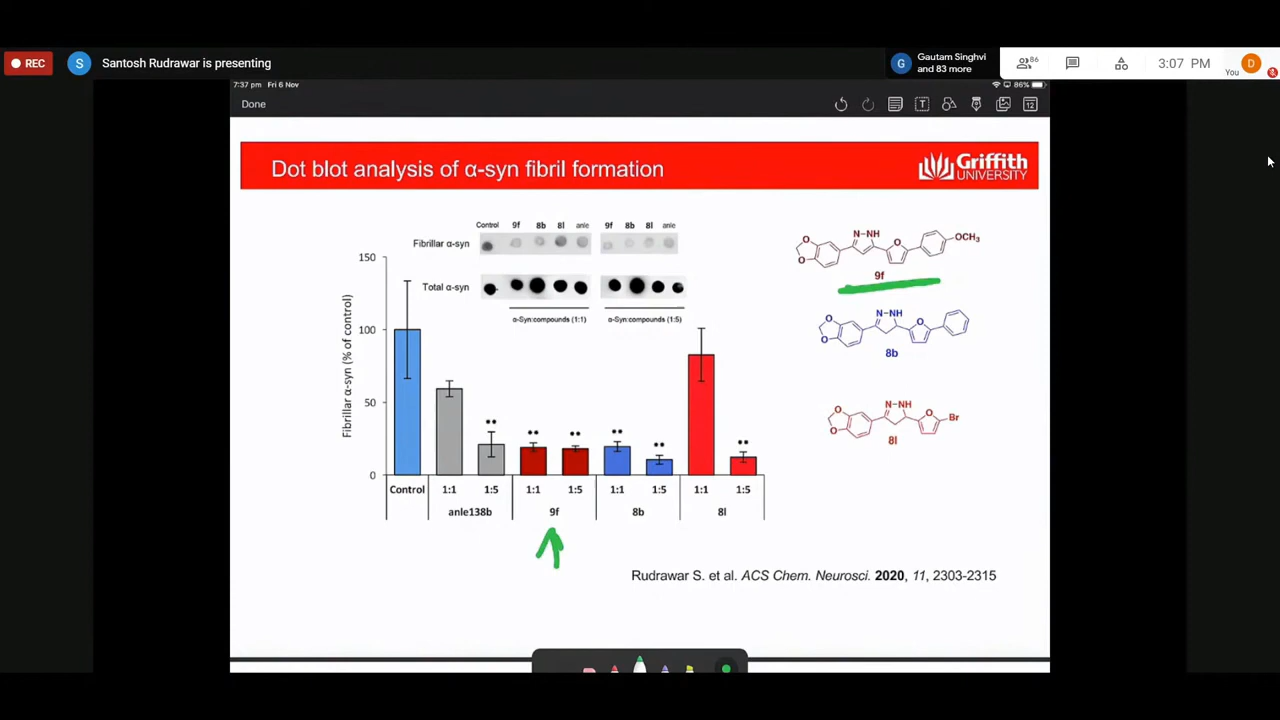 REC
S
Santosh Rudrawar is presenting
G
Gautam Singhvi
and 83 more
86
3:07 PM
You
D
7:37 pm Fri 6 Nov
86%
Done
T
12
Dot blot analysis of α-syn fibril formation
Griffith
UNIVERSITY
Control 9f 8b 8l anle 9f 8b 8l anle
Fibrillar α-syn
Total α-syn
α-Syn:compounds (1:1) α-Syn:compounds (1:5)
Fibrillar α-syn (% of control)
150
100
50
0
** ** ** ** ** **
Control 1:1 1:5 1:1 1:5 1:1 1:5 1:1 1:5
anle138b 9f 8b 8l
N NH
O
O
O
OCH3
9f
N NH
O
O
O
8b
N NH
O
O
O
Br
8l
Rudrawar S. et al. ACS Chem. Neurosci. 2020, 11, 2303-2315